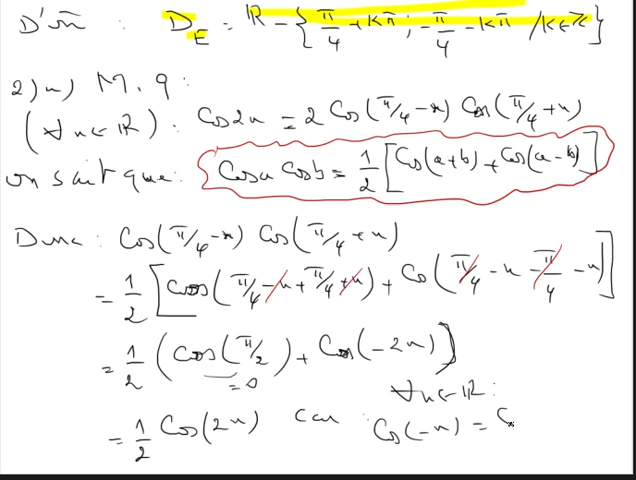 D'où : D_E = ℝ - { π/4 + kπ ; -π/4 - kπ / k∈ℤ }
2) a) M. q :
(∀x∈ℝ) : Cos2x = 2 Cos(π/4 - x) Cos(π/4 + x)
on sait que : Cosa Cosb = 1/2 [Cos(a+b) + Cos(a-b)]
Donc : Cos(π/4 - x) Cos(π/4 + x)
= 1/2 [Cos(π/4 - x + π/4 + x) + Cos(π/4 - x - π/4 - x)]
= 1/2 (Cos(π/2) + Cos(-2x)]
= 0
∀x∈ℝ :
= 1/2 Cos(2x) car : Cos(-x) = C